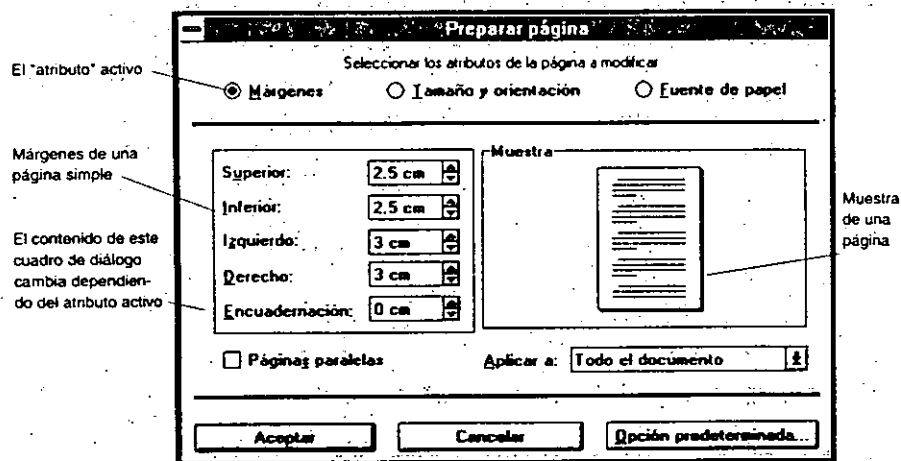 Preparar página
Seleccionar los atributos de la página a modificar
El "atributo" activo
Márgenes
Tamaño y orientación
Fuente de papel
Márgenes de una
página simple
El contenido de este
cuadro de diálogo
cambia dependien-
do del atributo activo
Superior: 2.5 cm
Inferior: 2.5 cm
Izquierdo: 3 cm
Derecho: 3 cm
Encuadernación: 0 cm
Muestra
Muestra
de una
página
Páginas paralelas
Aplicar a: Todo el documento
Aceptar
Cancelar
Opción predeterminada...